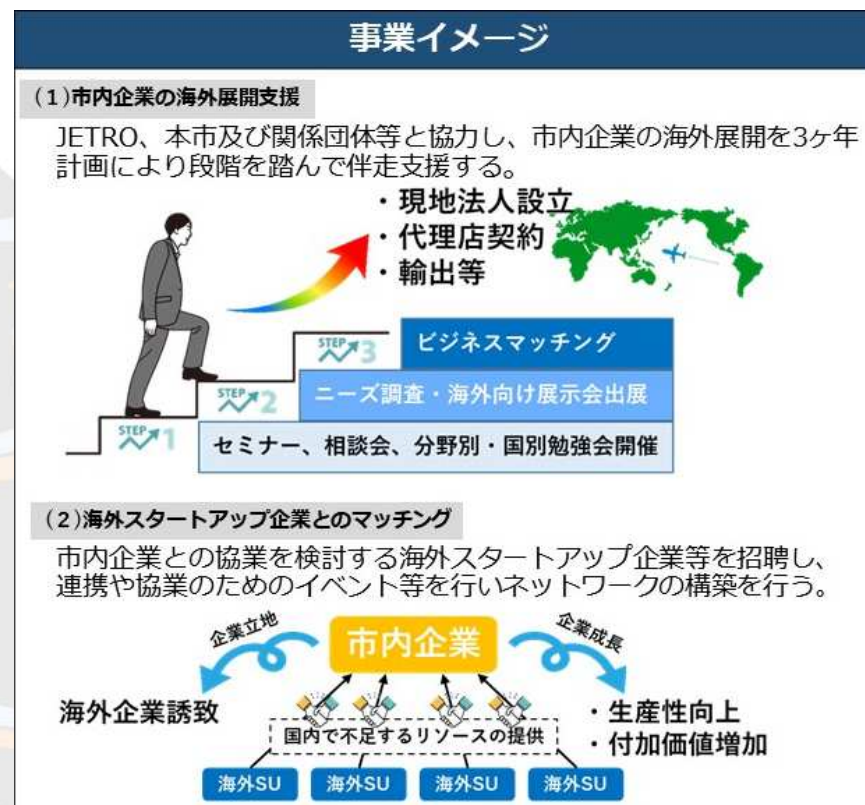 事業イメージ
(1)市内企業の海外展開支援
JETRO、本市及び関係団体等と協力し、市内企業の海外展開を3ヶ年
計画により段階を踏んで伴走支援する。
・現地法人設立
・代理店契約
・輸出等
STEP 3
ビジネスマッチング
STEP 2
ニーズ調査・海外向け展示会出展
STEP 1
セミナー、相談会、分野別・国別勉強会開催
(2)海外スタートアップ企業とのマッチング
市内企業との協業を検討する海外スタートアップ企業等を招聘し、
連携や協業のためのイベント等を行いネットワークの構築を行う。
企業立地
市内企業
企業成長
海外企業誘致
・生産性向上
・付加価値増加
国内で不足するリソースの提供
海外SU
海外SU
海外SU
海外SU